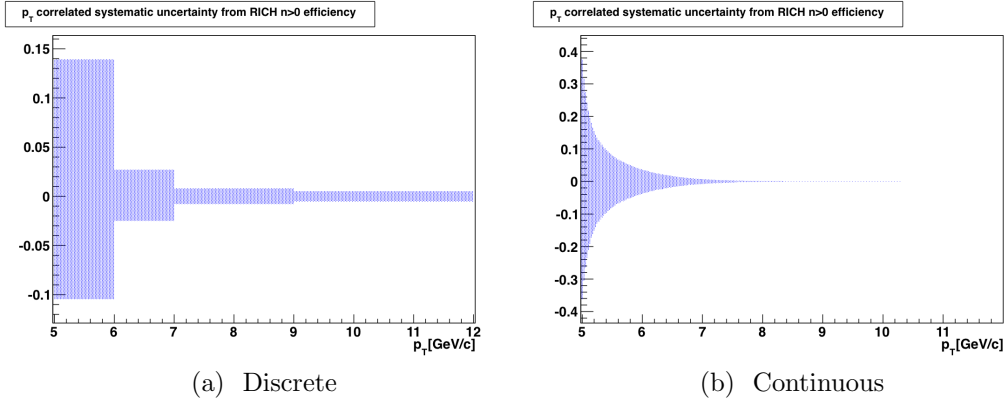 p_T correlated systematic uncertainty from RICH n>0 efficiency
0.15
0.1
0.05
0
-0.05
-0.1
5 6 7 8 9 10 11 12
p_T[GeV/c]
(a) Discrete
p_T correlated systematic uncertainty from RICH n>0 efficiency
0.4
0.3
0.2
0.1
0
-0.1
-0.2
-0.3
-0.4
5 6 7 8 9 10 11
p_T[GeV/c]
(b) Continuous